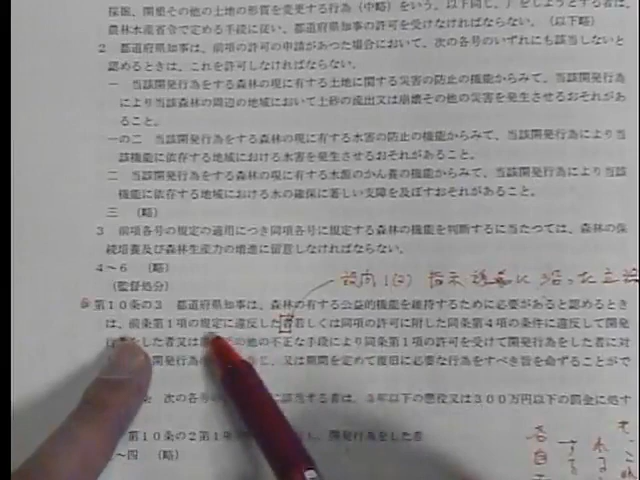 採掘、開墾その他の土地の形質を変更する行為(中略)をいう。以下同じ。)をしようとする者は、
農林水産省令で定める手続に従い、都道府県知事の許可を受けなければならない。(以下略)
2 都道府県知事は、前項の許可の申請があつた場合において、次の各号のいずれにも該当しないと
認めるときは、これを許可しなければならない。
一 当該開発行為をする森林の現に有する土地に関する災害の防止の機能からみて、当該開発行為
により当該森林の周辺の地域において土砂の流出又は崩壊その他の災害を発生させるおそれがあ
ること。
一の二 当該開発行為をする森林の現に有する水害の防止の機能からみて、当該開発行為により当
該機能に依存する地域における水害を発生させるおそれがあること。
二 当該開発行為をする森林の現に有する水源のかん養の機能からみて、当該開発行為により当該
機能に依存する地域における水の確保に著しい支障を及ぼすおそれがあること。
三 (略)
3 前項各号の規定の適用につき同項各号に規定する森林の機能を判断するに当たつては、森林の保
続培養及び森林生産力の増進に留意しなければならない。
4~6 (略)
(監督処分)
設問1(2) 指示
第10条の3 都道府県知事は、森林の有する公益的機能を維持するために必要があると認めるとき
は、前条第1項の規定に違反した者若しくは同項の許可に附した同条第4項の条件に違反して開発
をした者又は の他の不正な手段により同条第1項の許可を受けて開発行為をした者に対
開発行為 、又は期間を定めて復旧に必要な行為をすべき旨を命ずることがで
次の各号の に該当する者は、3年以下の懲役又は300万円以下の罰金に処す
第10条の2第1項 し、開発行為をした者
~四 (略)